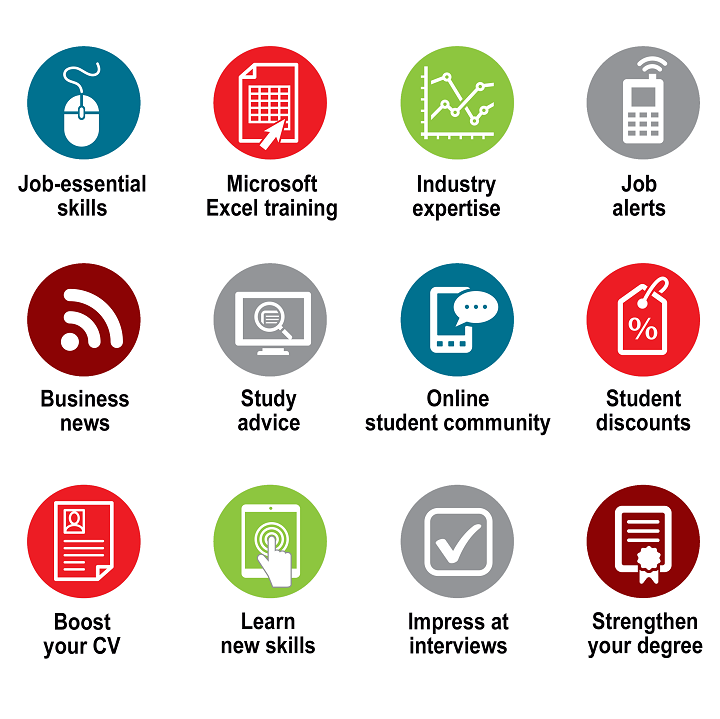 Job-essential
skills
Microsoft
Excel training
Industry
expertise
Job
alerts
Business
news
Study
advice
Online
student community
%
Student
discounts
Boost
your CV
Learn
new skills
Impress at
interviews
Strengthen
your degree